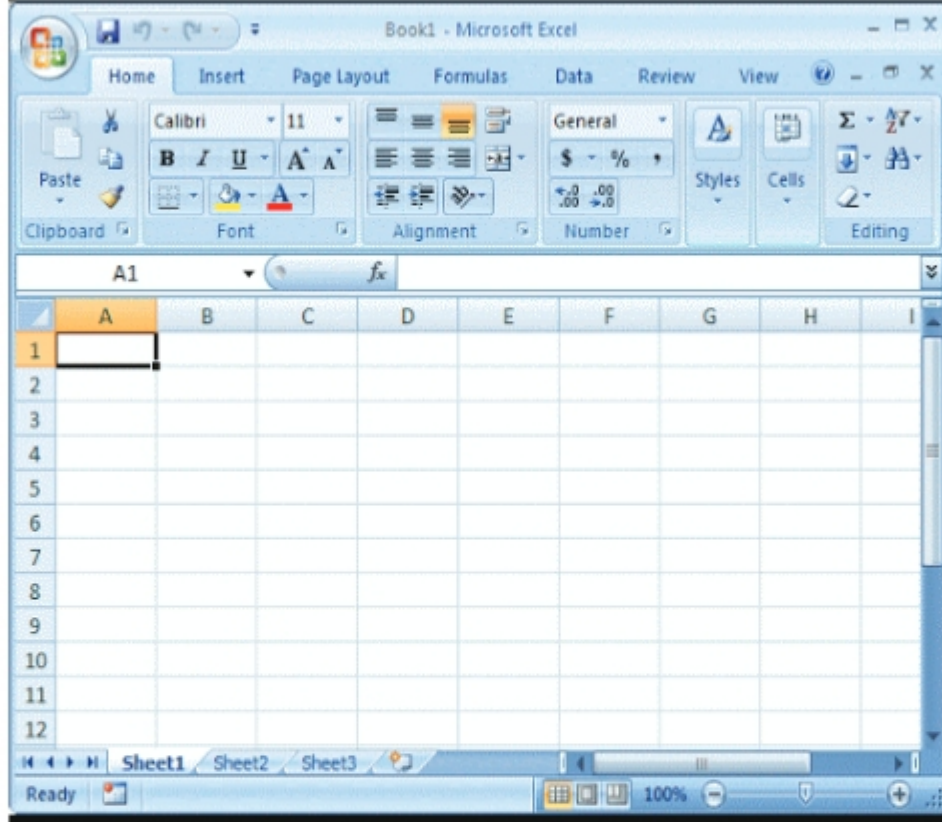 Book1 - Microsoft Excel
Home Insert Page Layout Formulas Data Review View
Calibri 11 General
B I U A A $ % ,
Paste A Styles Cells
Clipboard Font Alignment Number Editing
A1 fx
A B C D E F G H I
1
2
3
4
5
6
7
8
9
10
11
12
Sheet1 Sheet2 Sheet3
Ready 100%